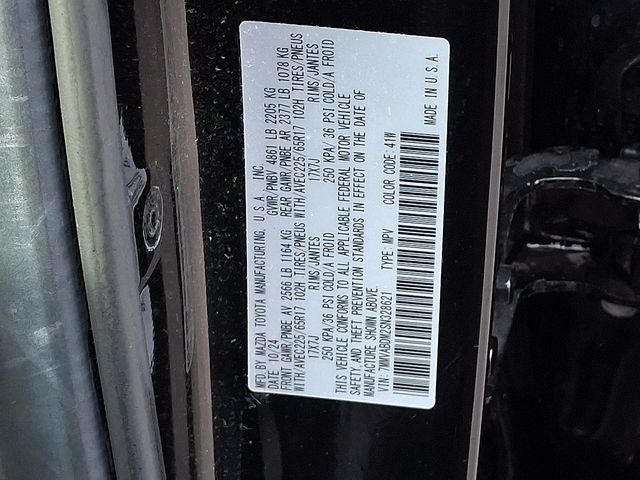 MFD.BY MAZDA TOYOTA MANUFACTURING, U.S.A., INC.
DATE: 10/24 GVWR/PNBV 4861 LB 2205 KG
FRONT GAWR/PNBE AV 2566 LB 1164 KG REAR GAWR/PNBE AR 2377 LB 1078 KG
WITH/AVEC225/65R17 102H TIRES/PNEUS WITH/AVEC225/65R17 102H TIRES/PNEUS
17X7J RIMS/JANTES 17X7J RIMS/JANTES
250 KPA/36 PSI COLD/A FROID 250 KPA/ 36 PSI COLD/A FROID
THIS VEHICLE CONFORMS TO ALL APPLICABLE FEDERAL MOTOR VEHICLE
SAFETY, AND THEFT PREVENTION STANDARDS IN EFFECT ON THE DATE OF
MANUFACTURE SHOWN ABOVE.
VIN: 7MMVABDM2SN320621 TYPE: MPV COLOR CODE: 41W
MADE IN U.S.A.